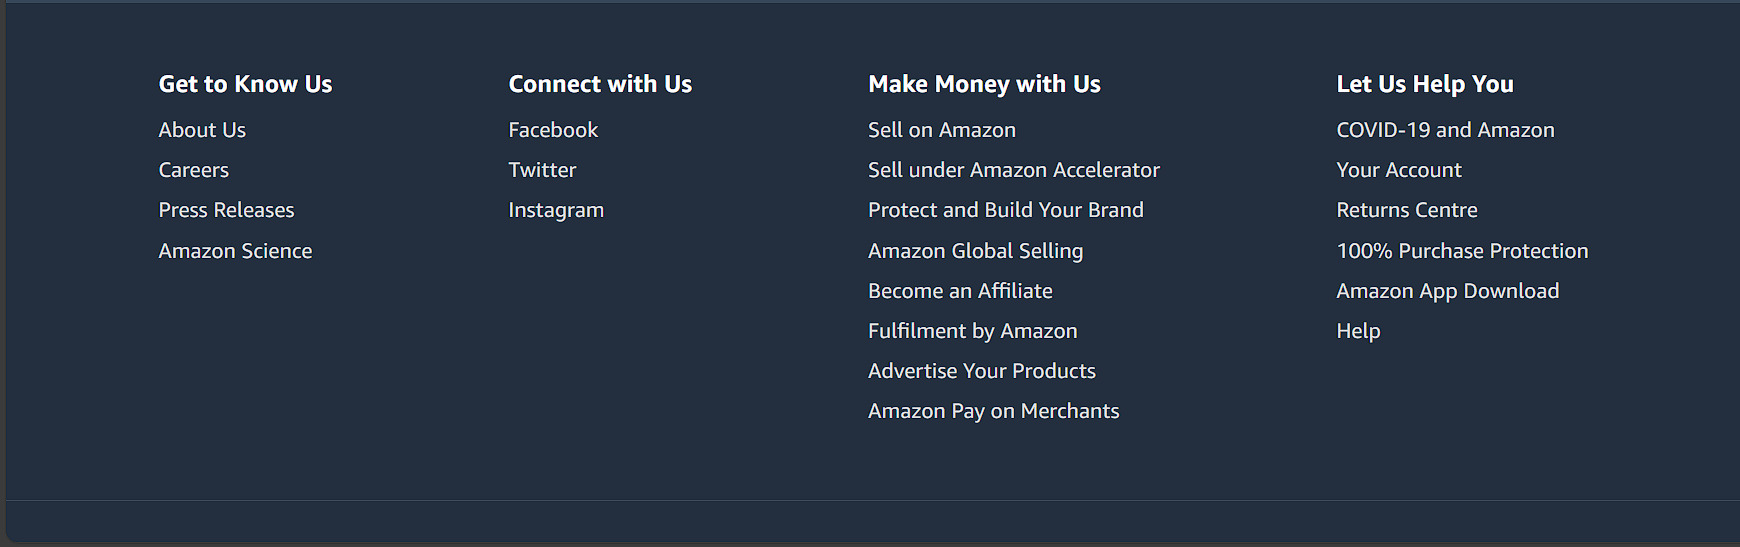 Get to Know Us
About Us
Careers
Press Releases
Amazon Science
Connect with Us
Facebook
Twitter
Instagram
Make Money with Us
Sell on Amazon
Sell under Amazon Accelerator
Protect and Build Your Brand
Amazon Global Selling
Become an Affiliate
Fulfilment by Amazon
Advertise Your Products
Amazon Pay on Merchants
Let Us Help You
COVID-19 and Amazon
Your Account
Returns Centre
100% Purchase Protection
Amazon App Download
Help